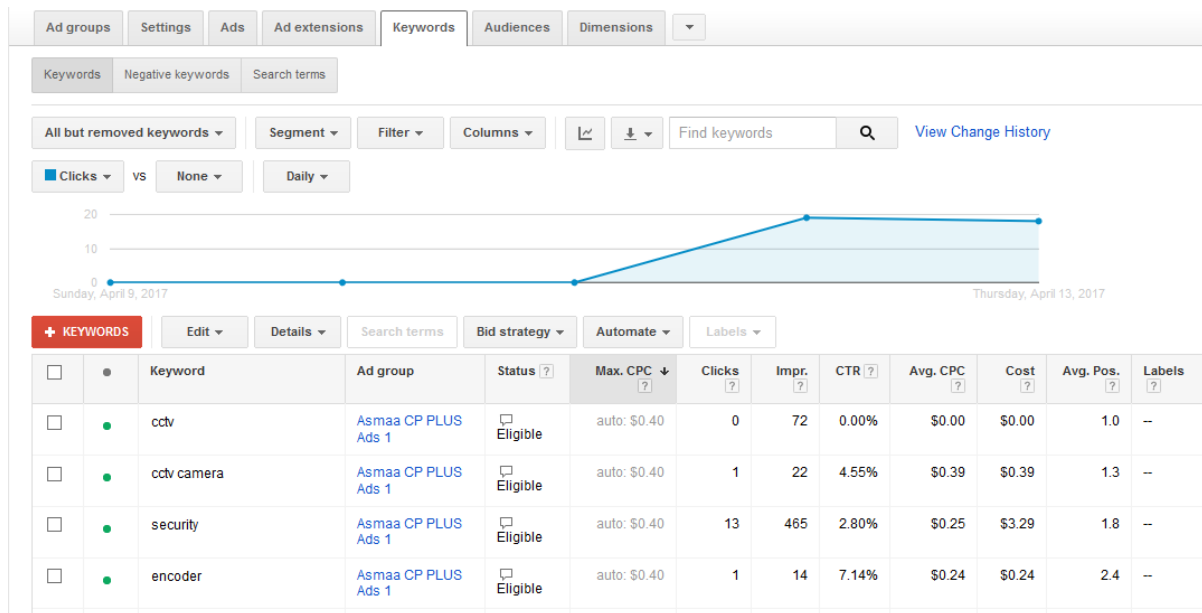 Ad groups Settings Ads Ad extensions Keywords Audiences Dimensions
Keywords Negative keywords Search terms
All but removed keywords Segment Filter Columns Find keywords View Change History
Clicks vs None Daily
20
10
0
Sunday, April 9, 2017 Thursday, April 13, 2017
+ KEYWORDS Edit Details Search terms Bid strategy Automate Labels
Keyword Ad group Status ? Max. CPC ? Clicks ? Impr. ? CTR ? Avg. CPC ? Cost ? Avg. Pos. ? Labels ?
cctv Asmaa CP PLUS Ads 1 Eligible auto: $0.40 0 72 0.00% $0.00 $0.00 1.0 --
cctv camera Asmaa CP PLUS Ads 1 Eligible auto: $0.40 1 22 4.55% $0.39 $0.39 1.3 --
security Asmaa CP PLUS Ads 1 Eligible auto: $0.40 13 465 2.80% $0.25 $3.29 1.8 --
encoder Asmaa CP PLUS Ads 1 Eligible auto: $0.40 1 14 7.14% $0.24 $0.24 2.4 --